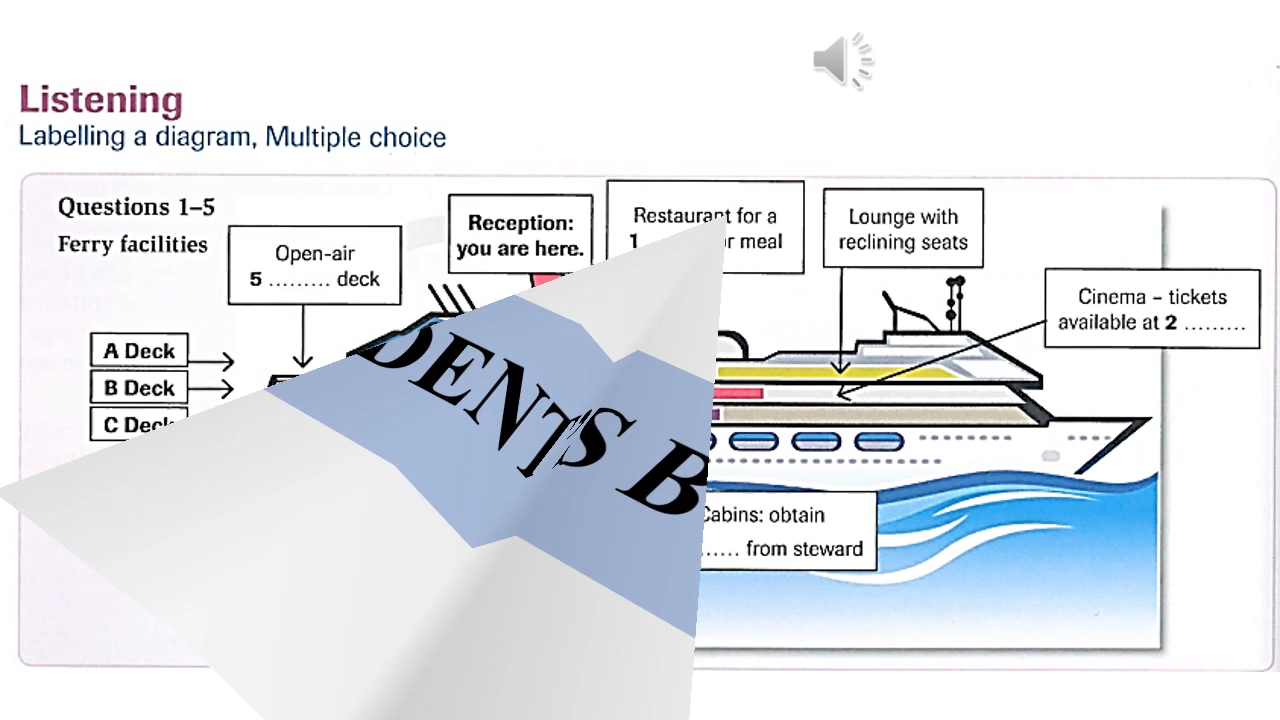 Listening
Labelling a diagram, Multiple choice
Questions 1–5
Ferry facilities
Open-air
5 ......... deck
Reception:
you are here.
Restaurant for a
1 meal
Lounge with
reclining seats
Cinema – tickets
available at 2 .........
A Deck
B Deck
C Deck
DENTS B
Cabins: obtain
...... from steward